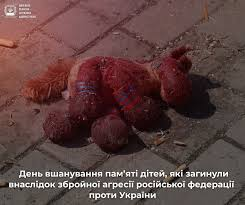 День вшанування пам'яті дітей, які загинули
внаслідок збройної агресії російської федерації
проти України